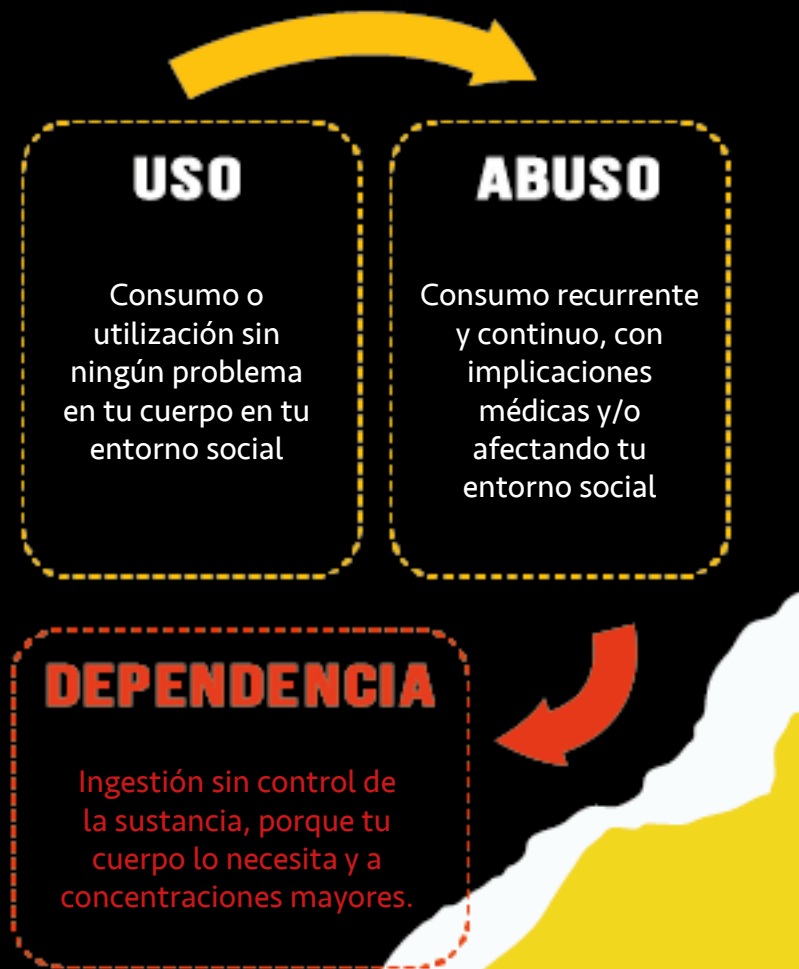 USO
Consumo o
utilización sin
ningún problema
en tu cuerpo en tu
entorno social
ABUSO
Consumo recurrente
y continuo, con
implicaciones
médicas y/o
afectando tu
entorno social
DEPENDENCIA
Ingestión sin control de
la sustancia, porque tu
cuerpo lo necesita y a
concentraciones mayores.